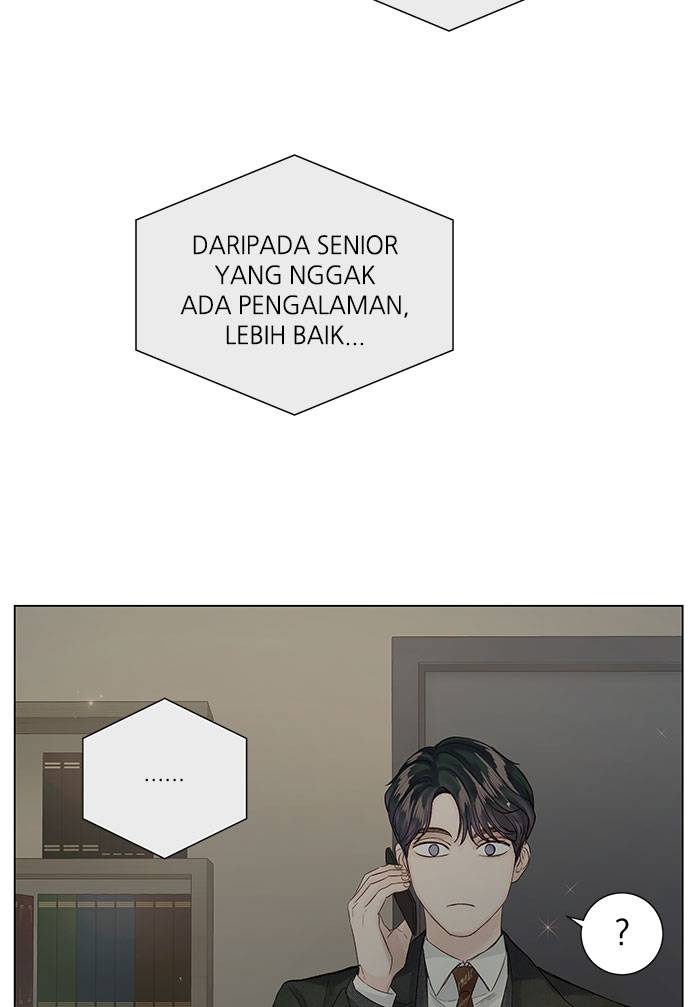 DARIPADA SENIOR
YANG NGGAK
ADA PENGALAMAN,
LEBIH BAIK...
......
?